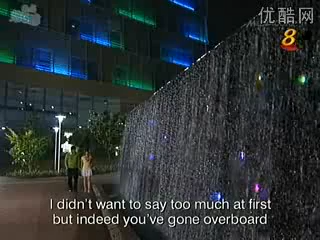 优酷网
8
I didn't want to say too much at first
but indeed you've gone overboard